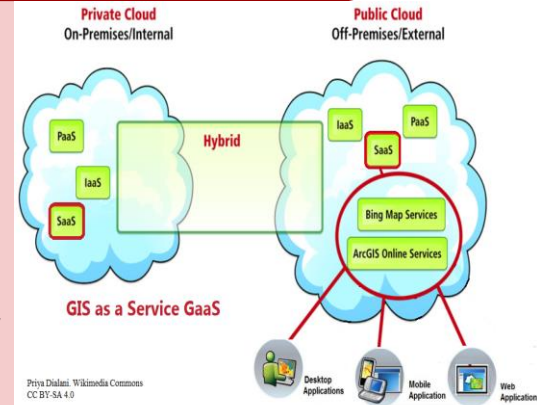 Private Cloud
On-Premises/Internal
Public Cloud
Off-Premises/External
PaaS
IaaS
SaaS
Hybrid
IaaS
PaaS
SaaS
Bing Map Services
ArcGIS Online Services
GIS as a Service GaaS
Desktop
Applications
Mobile
Application
Web
Application
Priya Dialani. Wikimedia Commons
CC BY-SA 4.0